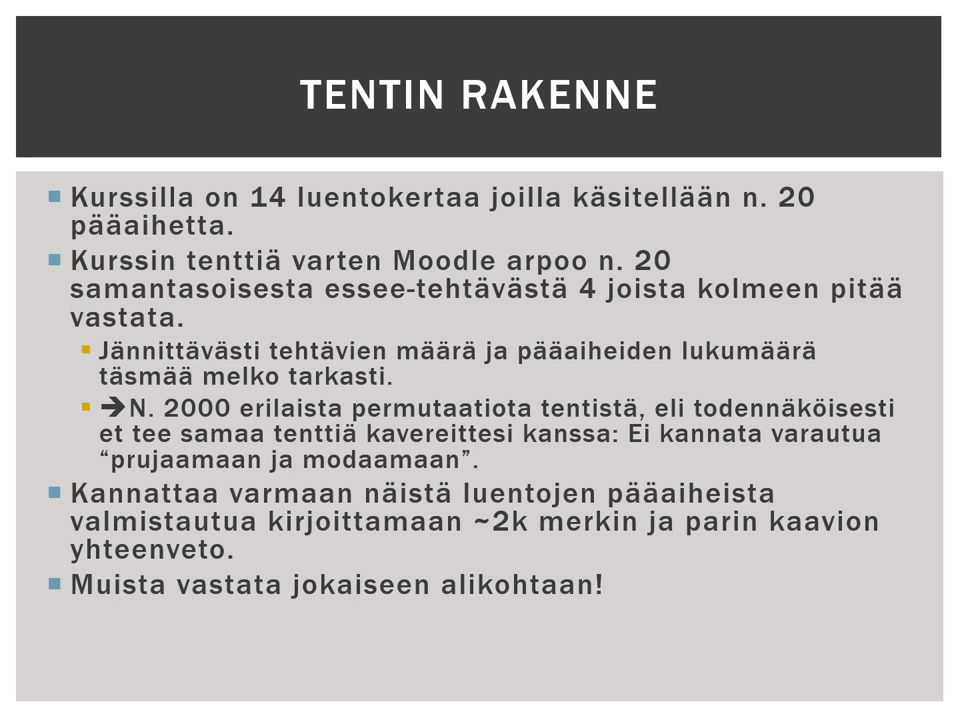 TENTIN RAKENNE
Kurssilla on 14 luentokertaa joilla käsitellään n. 20
pääaihetta.
Kurssin tenttiä varten Moodle arpoo n. 20
samantasoisesta essee-tehtävästä 4 joista kolmeen pitää
vastata.
Jännittävästi tehtävien määrä ja pääaiheiden lukumäärä
täsmää melko tarkasti.
➔N. 2000 erilaista permutaatiota tentistä, eli todennäköisesti
et tee samaa tenttiä kavereittesi kanssa: Ei kannata varautua
“prujaamaan ja modaamaan”.
Kannattaa varmaan näistä luentojen pääaiheista
valmistautua kirjoittamaan ~2k merkin ja parin kaavion
yhteenveto.
Muista vastata jokaiseen alikohtaan!